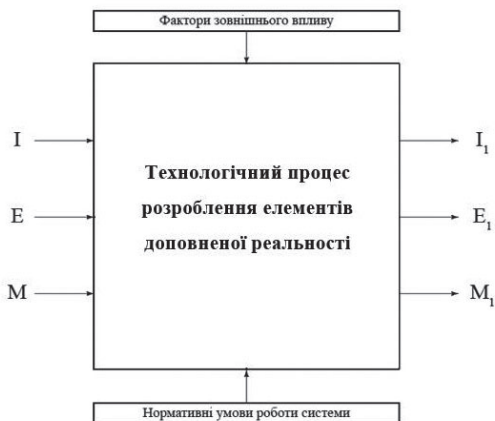 Фактори зовнішнього впливу
I
I₁
Технологічний процес
розроблення елементів
доповненої реальності
E
E₁
M
M₁
Нормативні умови роботи системи